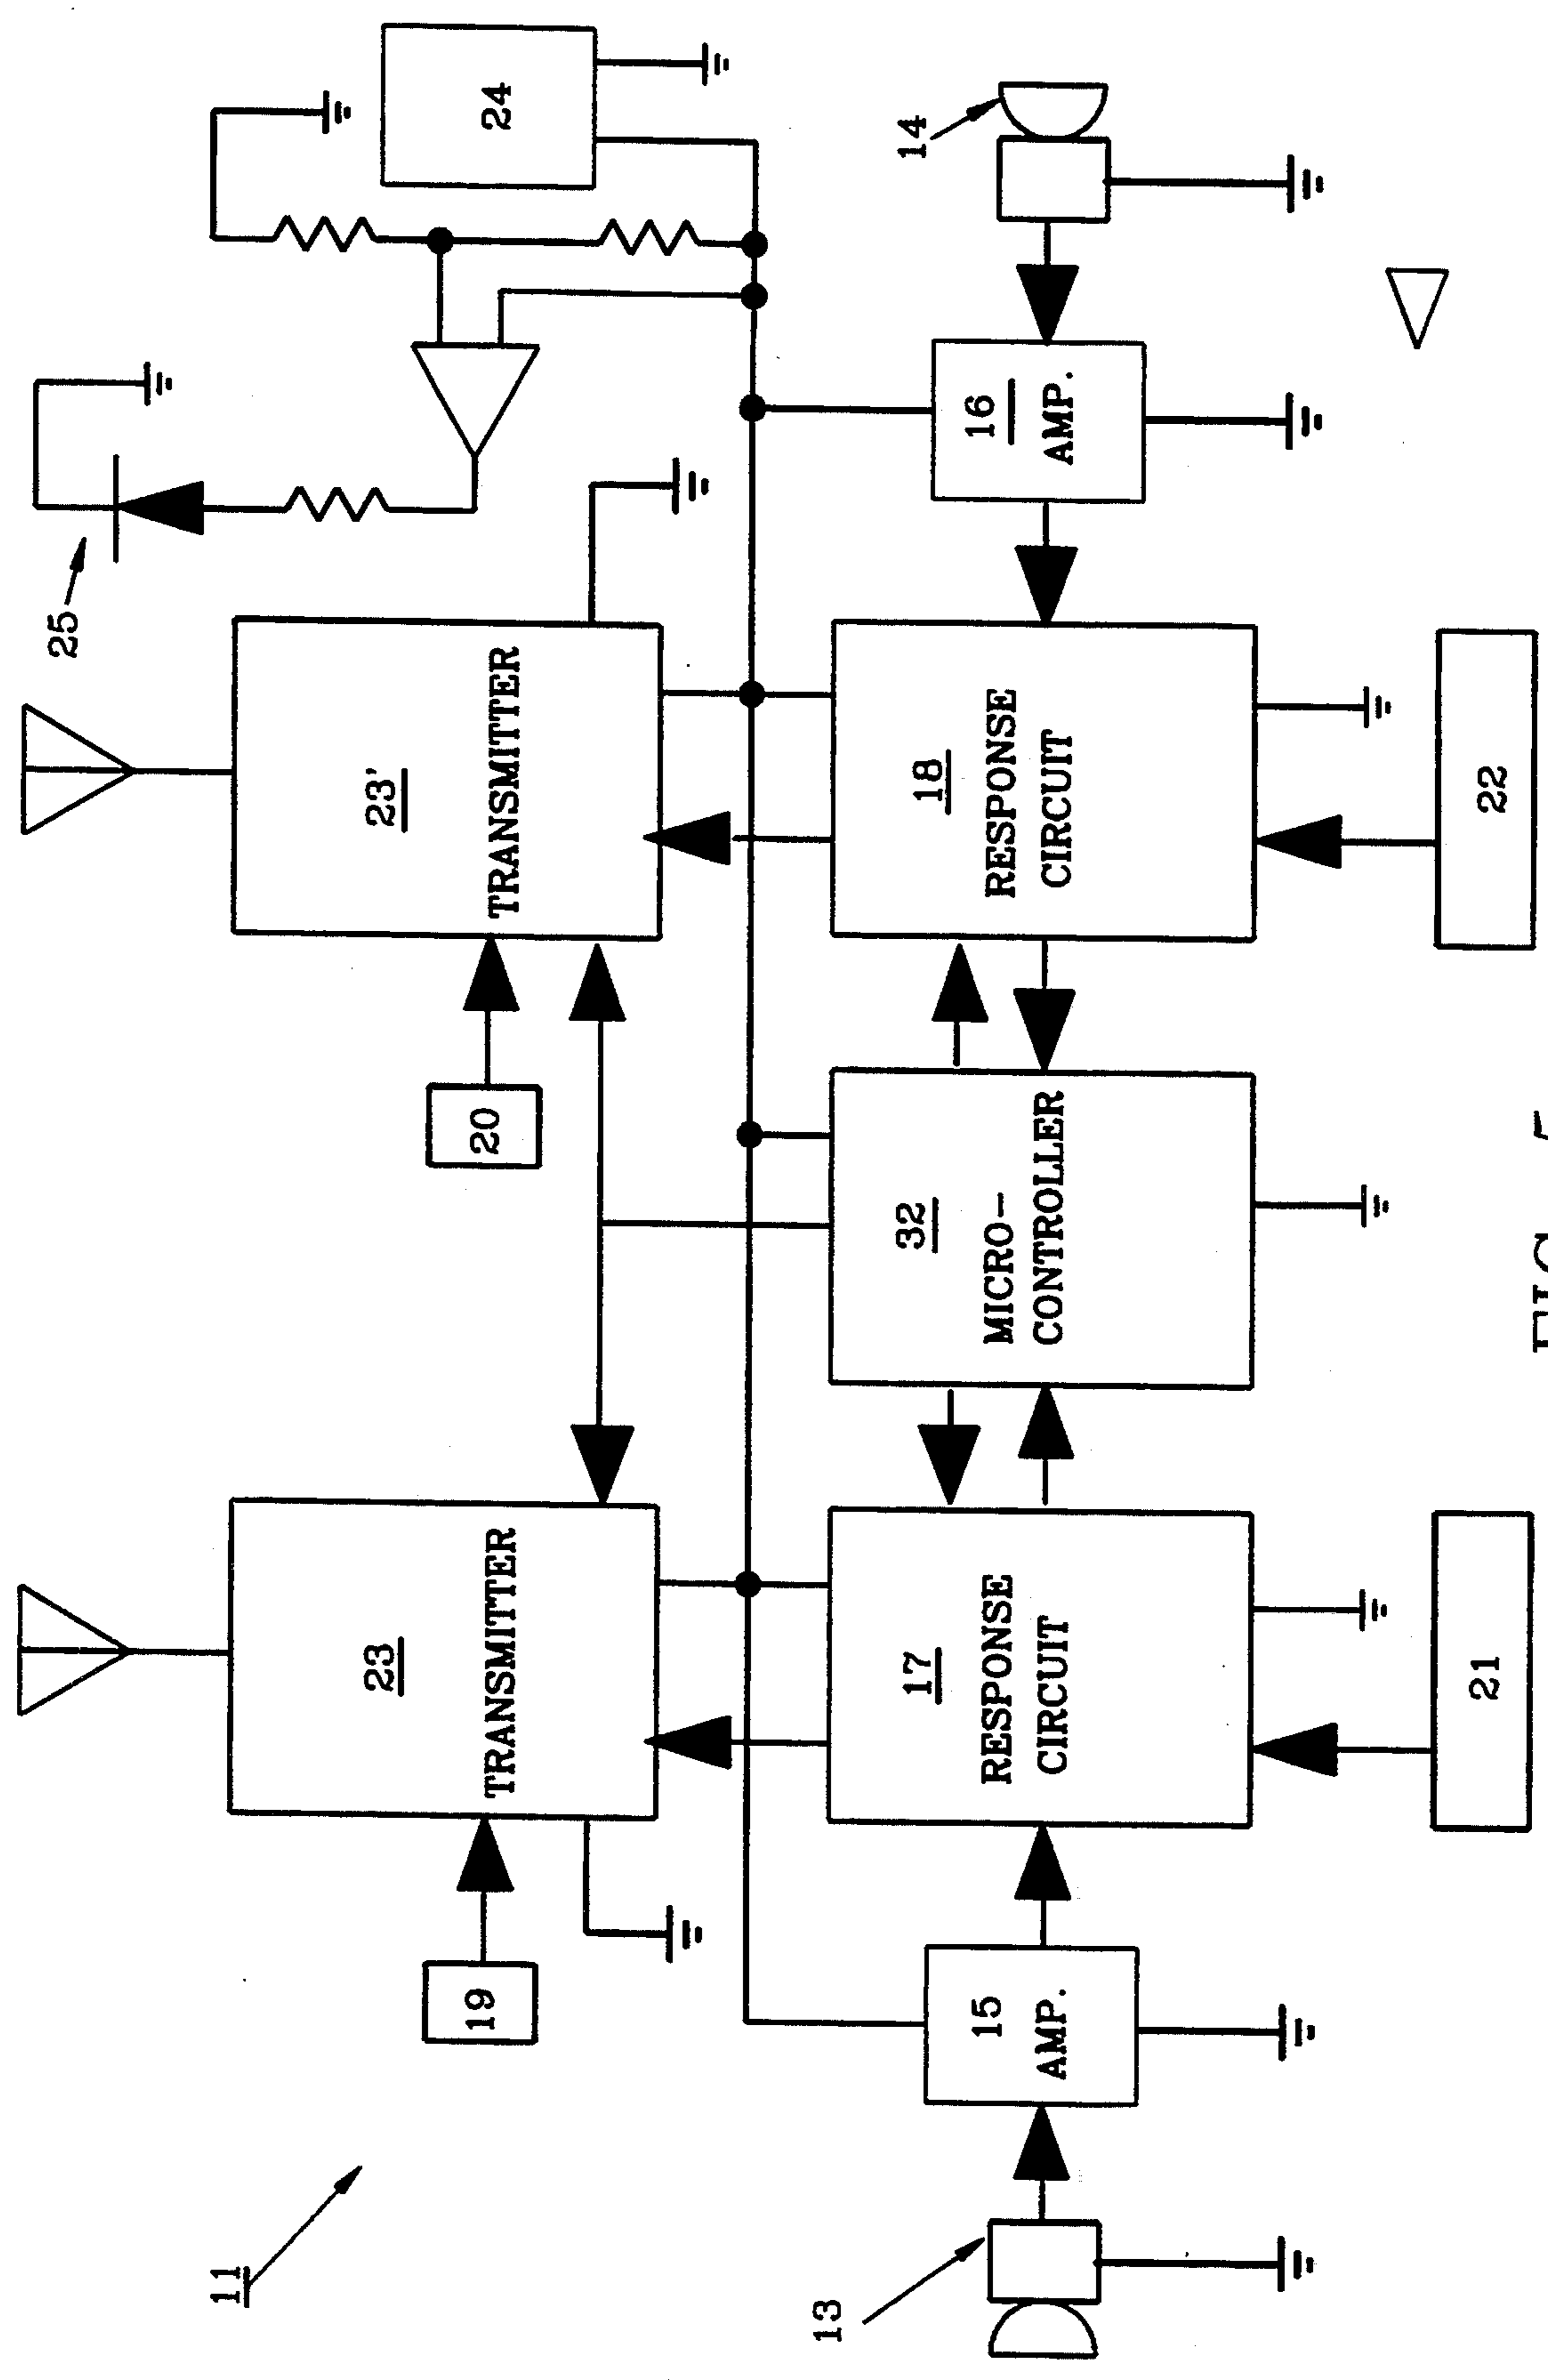 25
24
23
TRANSMITTER
23'
TRANSMITTER
19
20
11
14
13
15
AMP.
17
RESPONSE
CIRCUIT
32
MICRO-
CONTROLLER
18
RESPONSE
CIRCUIT
16
AMP.
21
22